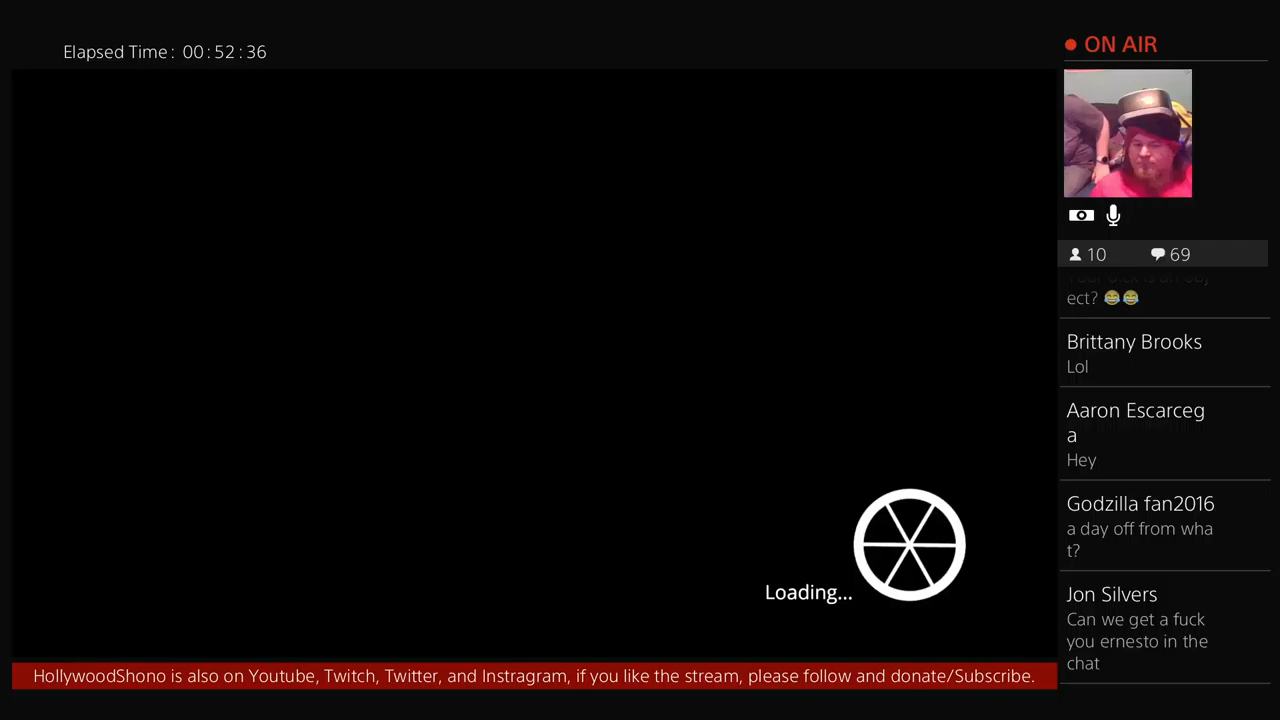 Elapsed Time: 00:52:36
ON AIR
10 69
ect? 😂😂
Brittany Brooks
Lol
Aaron Escarceg
a
Hey
Godzilla fan2016
a day off from wha
t?
Jon Silvers
Can we get a fuck
you ernesto in the
chat
Loading...
HollywoodShono is also on Youtube, Twitch, Twitter, and Instragram, if you like the stream, please follow and donate/Subscribe.